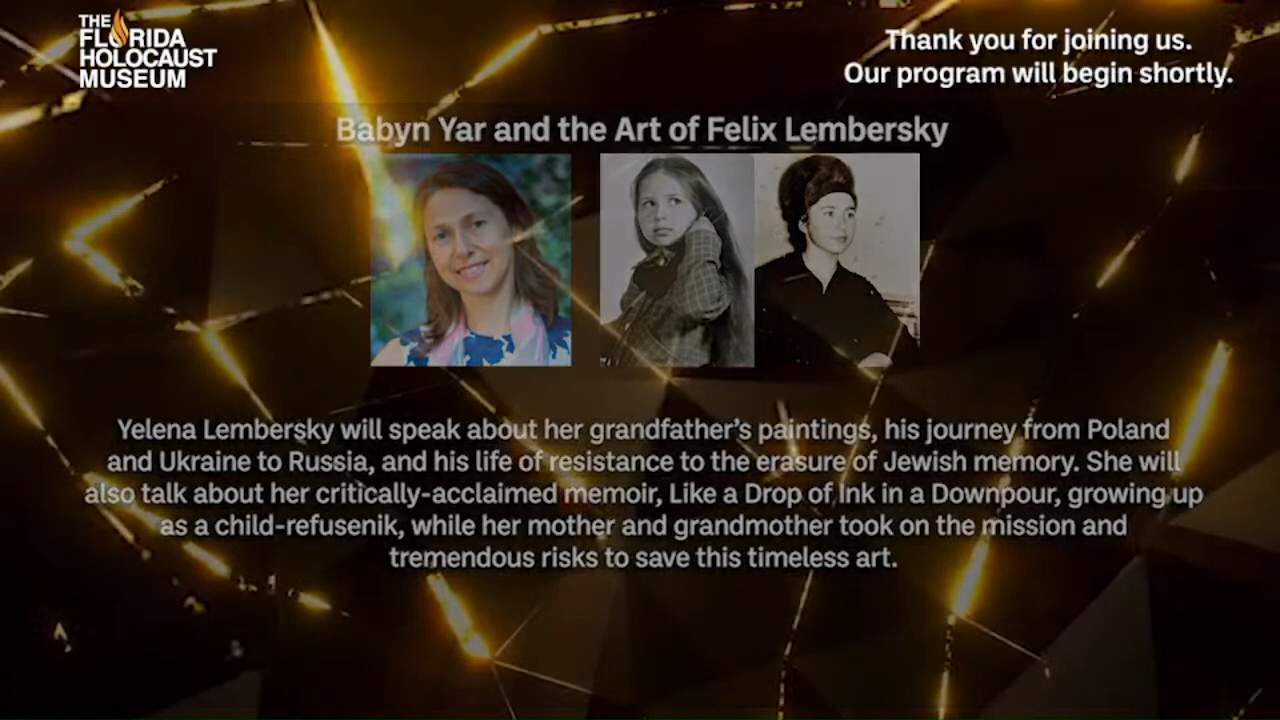 THE
FLORIDA
HOLOCAUST
MUSEUM
Thank you for joining us.
Our program will begin shortly.
Babyn Yar and the Art of Felix Lembersky
Yelena Lembersky will speak about her grandfather’s paintings, his journey from Poland
and Ukraine to Russia, and his life of resistance to the erasure of Jewish memory. She will
also talk about her critically-acclaimed memoir, Like a Drop of Ink in a Downpour, growing up
as a child-refusenik, while her mother and grandmother took on the mission and
tremendous risks to save this timeless art.